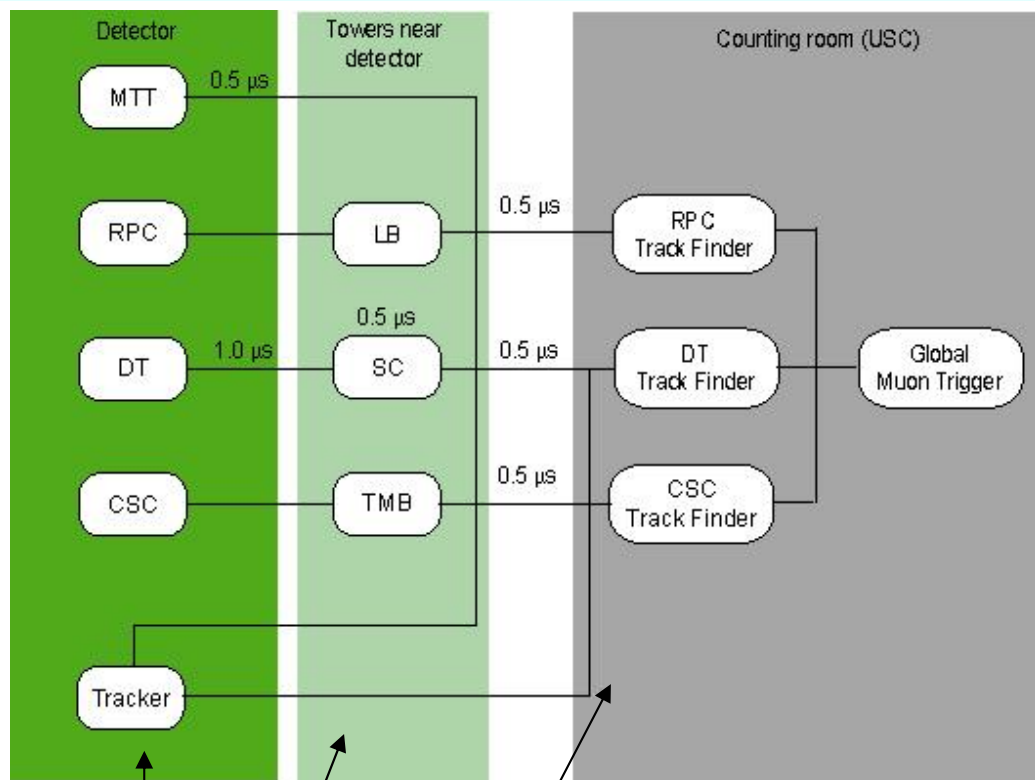 Detector
Towers near
detector
Counting room (USC)
MTT
0.5 µs
RPC
LB
0.5 µs
RPC
Track Finder
DT
1.0 µs
0.5 µs
SC
0.5 µs
DT
Track Finder
Global
Muon Trigger
CSC
TMB
0.5 µs
CSC
Track Finder
Tracker